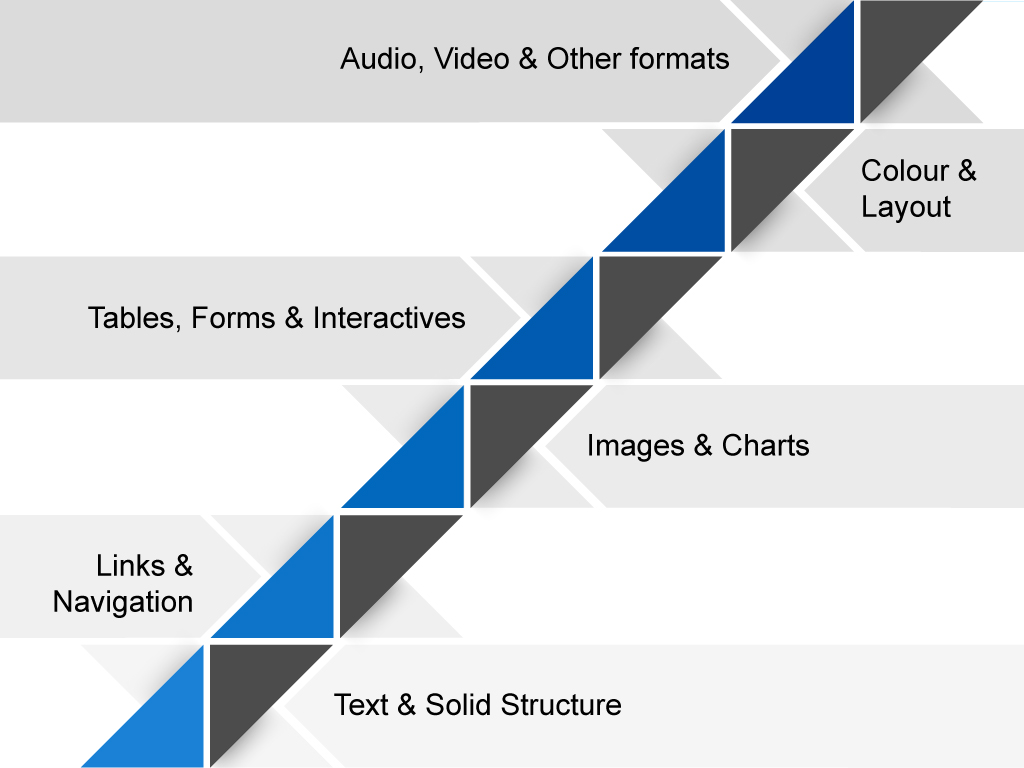 Audio, Video & Other formats
Colour &
Layout
Tables, Forms & Interactives
Images & Charts
Links &
Navigation
Text & Solid Structure